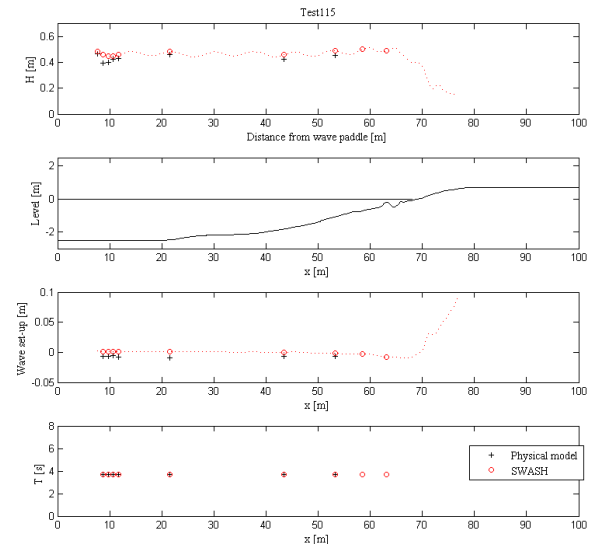 Test115
0.6
0.4
0.2
0
H [m]
0 10 20 30 40 50 60 70 80 90 100
Distance from wave paddle [m]
2
0
-2
Level [m]
0 10 20 30 40 50 60 70 80 90 100
x [m]
0.1
0.05
0
-0.05
Wave set-up [m]
0 10 20 30 40 50 60 70 80 90 100
x [m]
8
6
4
2
0
T [s]
Physical model
SWASH
0 10 20 30 40 50 60 70 80 90 100
x [m]